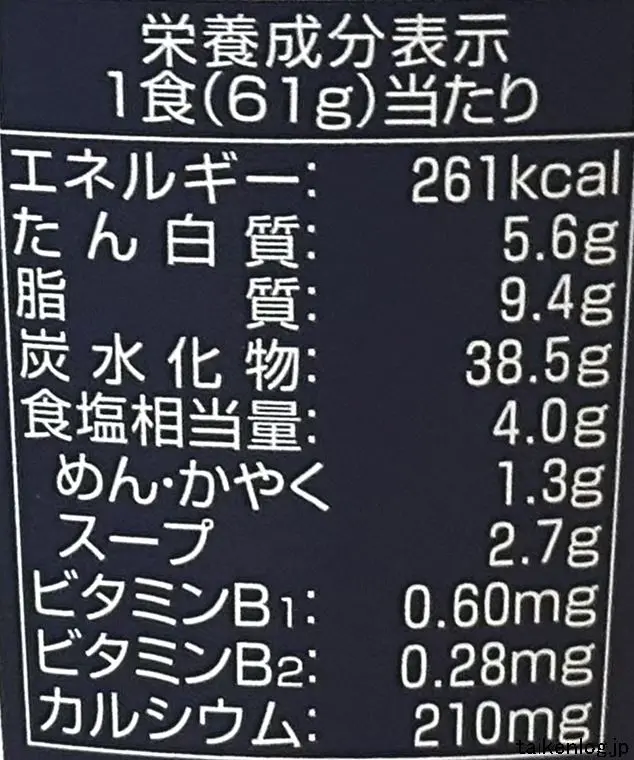 栄養成分表示
1食(61g)当たり
エネルギー: 261kcal
たん白質: 5.6g
脂質: 9.4g
炭水化物: 38.5g
食塩相当量: 4.0g
めん・かやく 1.3g
スープ 2.7g
ビタミンB1: 0.60mg
ビタミンB2: 0.28mg
カルシウム: 210mg
taikenlog.jp